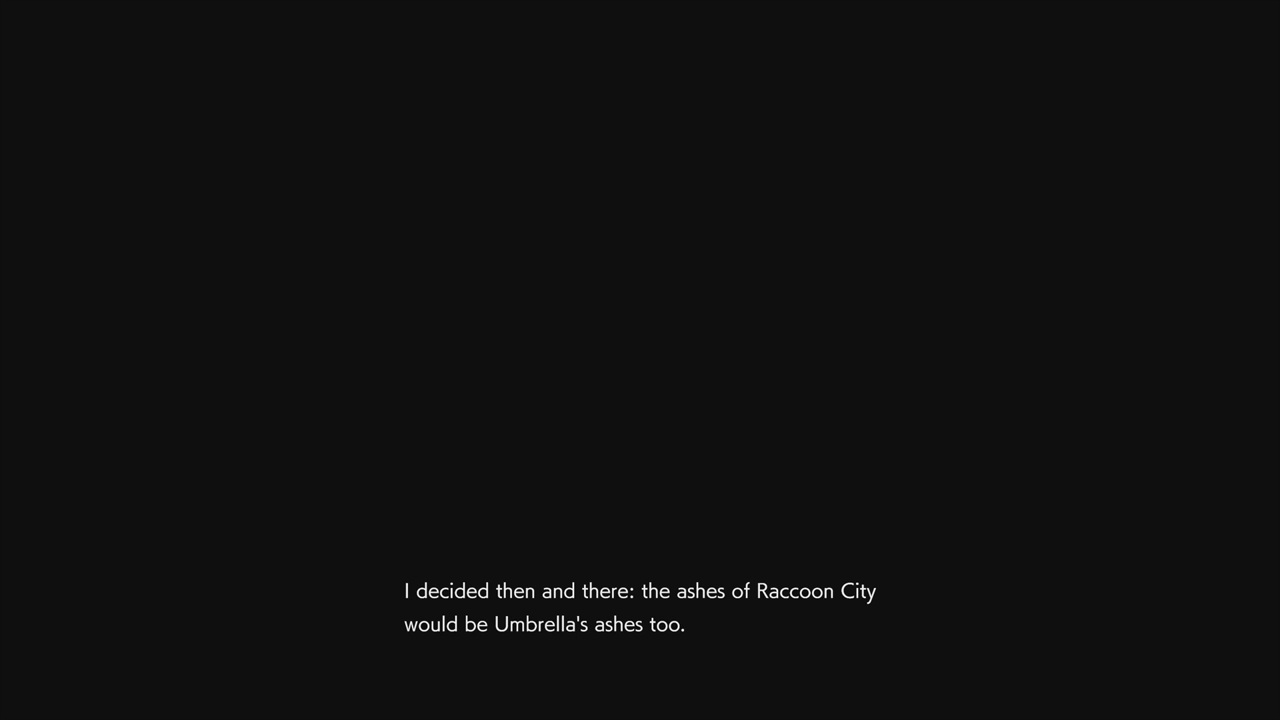 I decided then and there: the ashes of Raccoon City
would be Umbrella's ashes too.